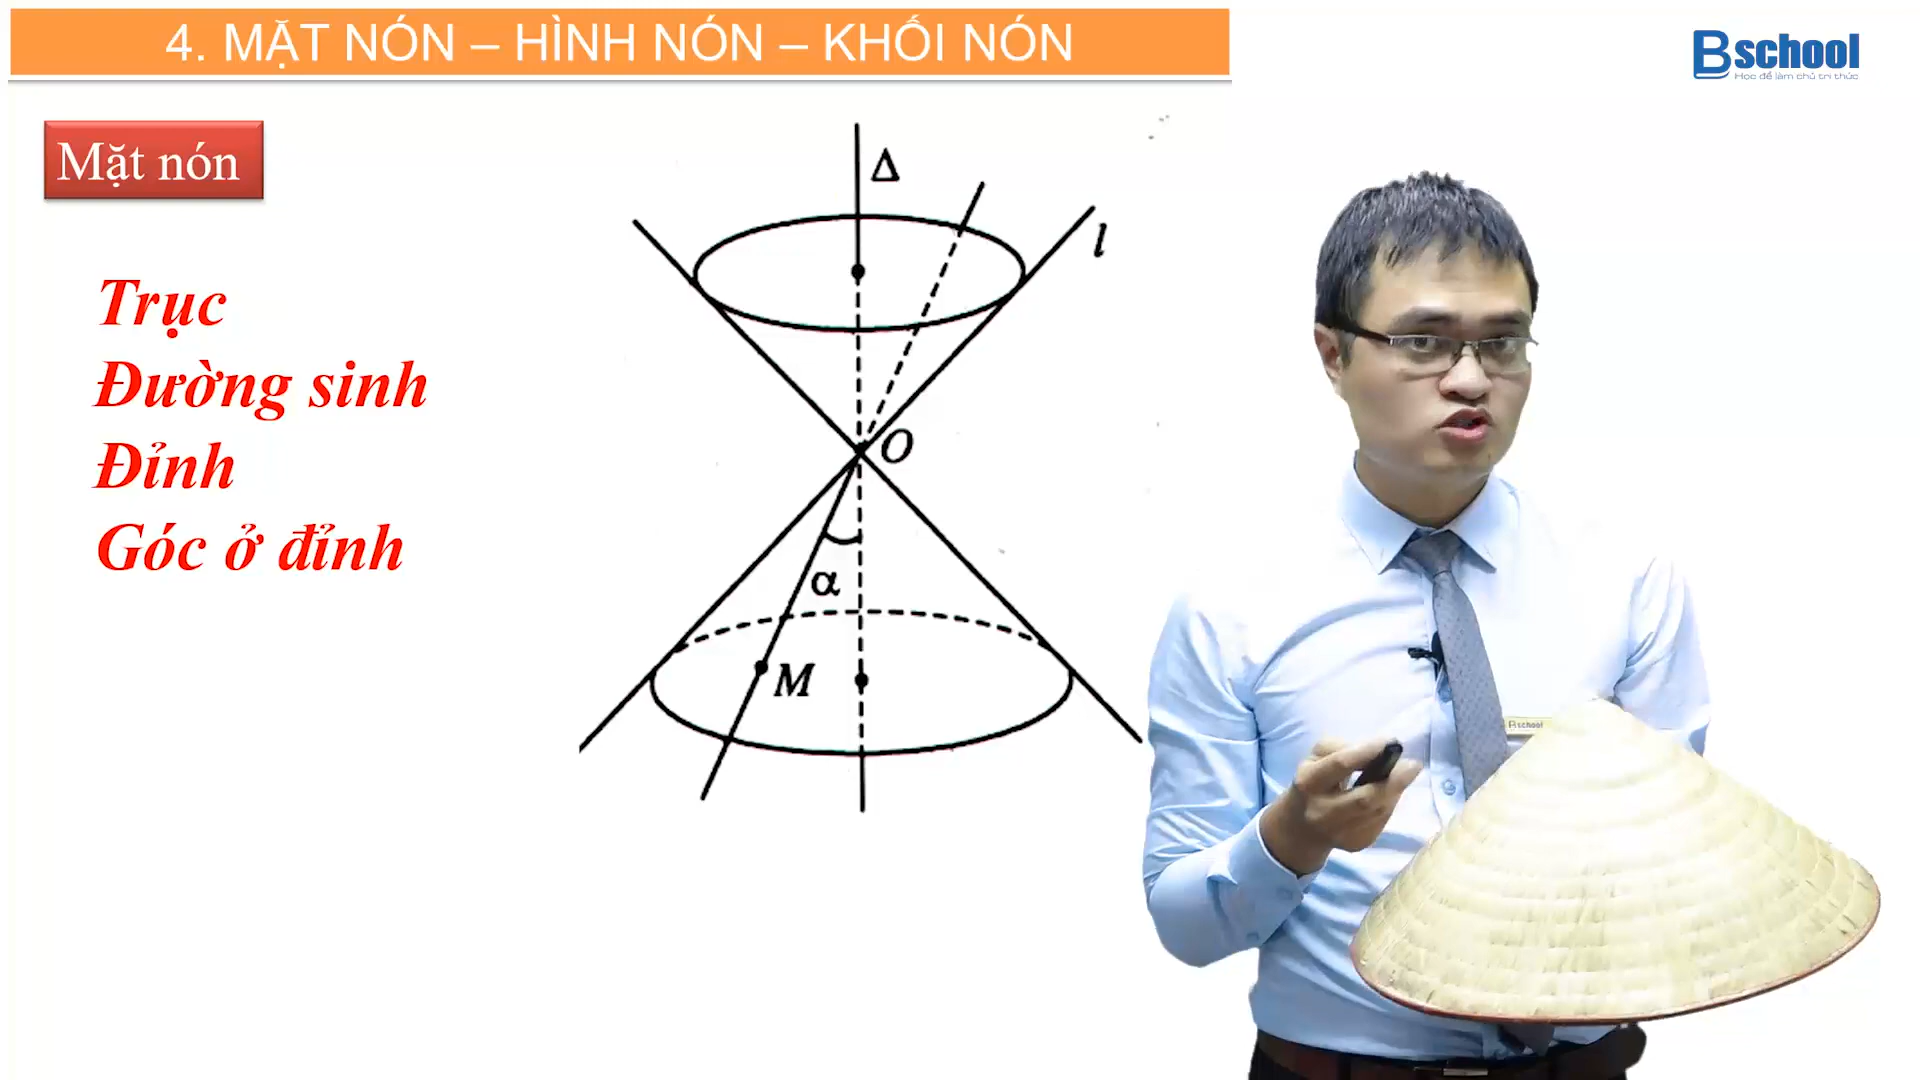 4. MẶT NÓN – HÌNH NÓN – KHỐI NÓN
Bschool
Học để làm chủ tri thức
Mặt nón
Trục
Đường sinh
Đỉnh
Góc ở đỉnh
Δ
l
O
α
M
Bschool